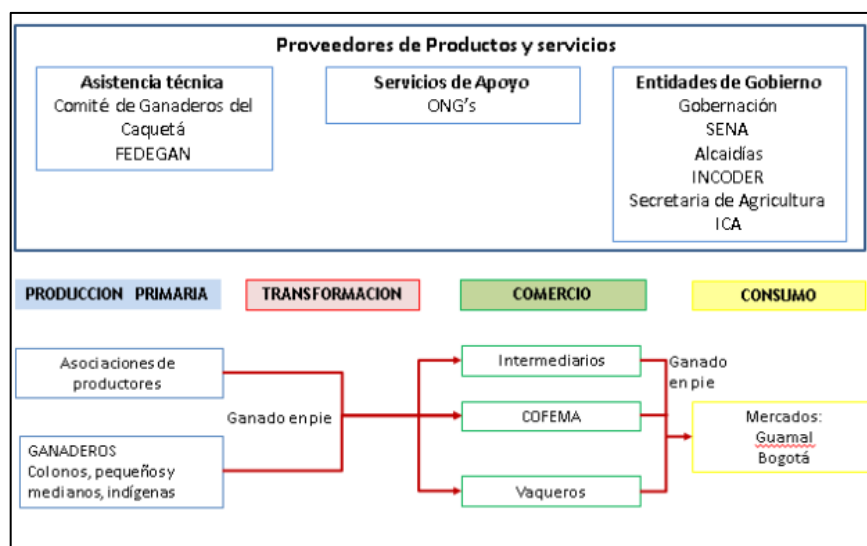 Proveedores de Productos y servicios
Asistencia técnica
Comité de Ganaderos del
Caquetá
FEDEGAN
Servicios de Apoyo
ONG's
Entidades de Gobierno
Gobernación
SENA
Alcaidías
INCODER
Secretaria de Agricultura
ICA
PRODUCCION PRIMARIA
TRANSFORMACION
COMERCIO
CONSUMO
Asociaciones de
productores
GANADEROS
Colonos, pequeños y
medianos, indígenas
Ganado en pie
Intermediarios
COFEMA
Vaqueros
Ganado
en pie
Mercados:
Guamal
Bogotá